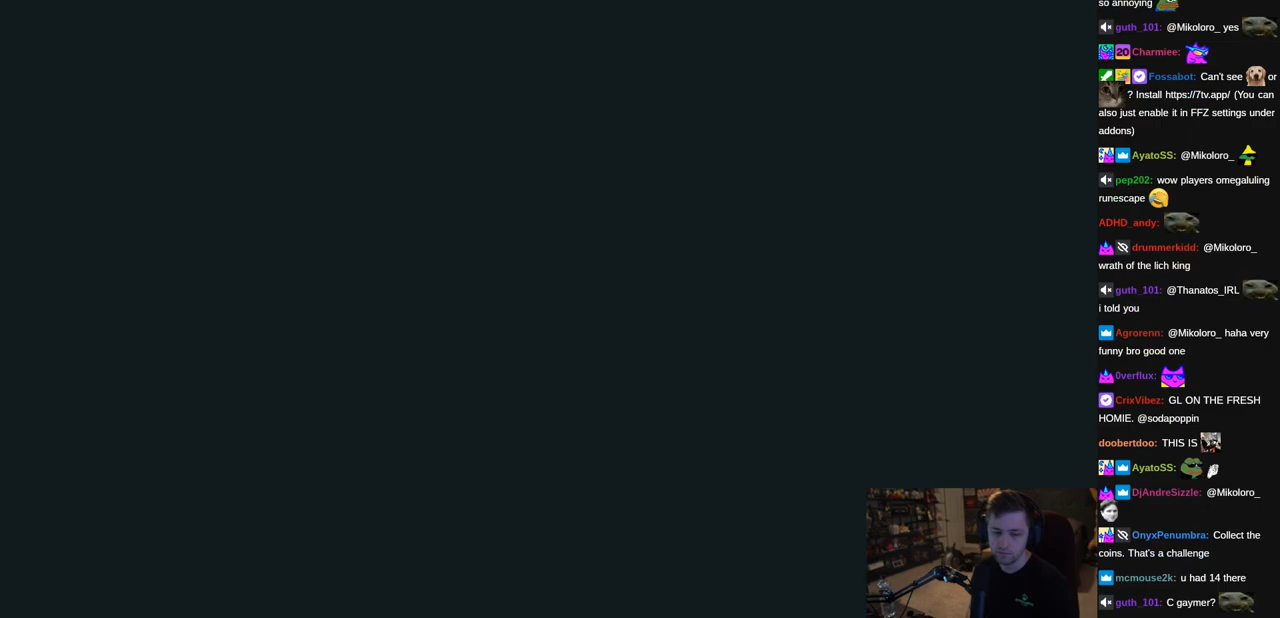 so annoying
guth_101: @Mikoloro_ yes
20 Charmiee:
Fossabot: Can't see or
? Install https://7tv.app/ (You can
also just enable it in FFZ settings under
addons)
AyatoSS: @Mikoloro_
pep202: wow players omegaluling
runescape
ADHD_andy:
drummerkidd: @Mikoloro_
wrath of the lich king
guth_101: @Thanatos_IRL
i told you
Agrorenn: @Mikoloro_ haha very
funny bro good one
0verflux:
CrixVibez: GL ON THE FRESH
HOMIE. @sodapoppin
doobertdoo: THIS IS
AyatoSS:
DjAndreSizzle: @Mikoloro_
OnyxPenumbra: Collect the
coins. That's a challenge
mcmouse2k: u had 14 there
guth_101: C gaymer?